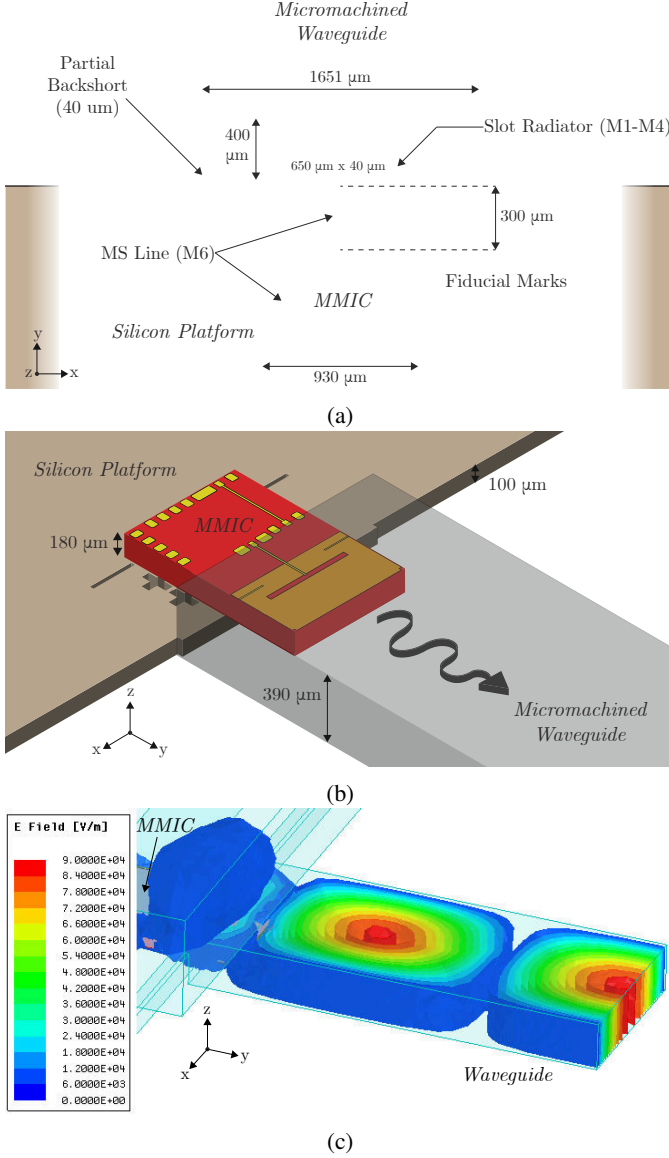 Micromachined
Waveguide
Partial
Backshort
(40 um)
1651 μm
400
μm
Slot Radiator (M1-M4)
650 μm x 40 μm
300 μm
MS Line (M6)
Fiducial Marks
MMIC
Silicon Platform
y
z
x
930 μm
(a)
Silicon Platform
100 μm
MMIC
180 μm
390 μm
z
x
y
Micromachined
Waveguide
(b)
E Field [V/m]
9.0000E+04
8.4000E+04
7.8000E+04
7.2000E+04
6.6000E+04
6.0000E+04
5.4000E+04
4.8000E+04
4.2000E+04
3.6000E+04
3.0000E+04
2.4000E+04
1.8000E+04
1.2000E+04
6.0000E+03
0.0000E+00
MMIC
z
y
x
Waveguide
(c)